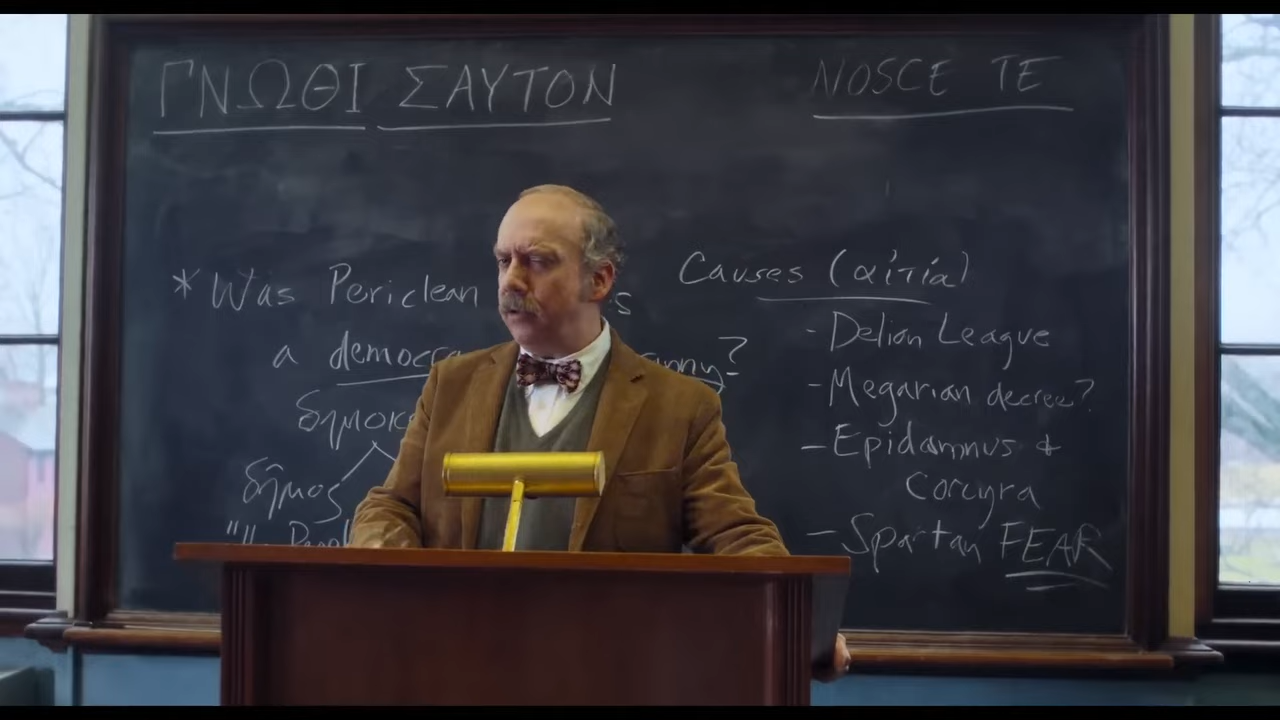 ΓΝΩΘΙ ΣΑΥΤΟΝ
NOSCE TE
* Was Periclean
a democra
δημοκ
δῆμος
Causes (αἰτία)
- Delian League
- Megarian decree?
- Epidamnus &
Corcyra
- Spartan FEAR